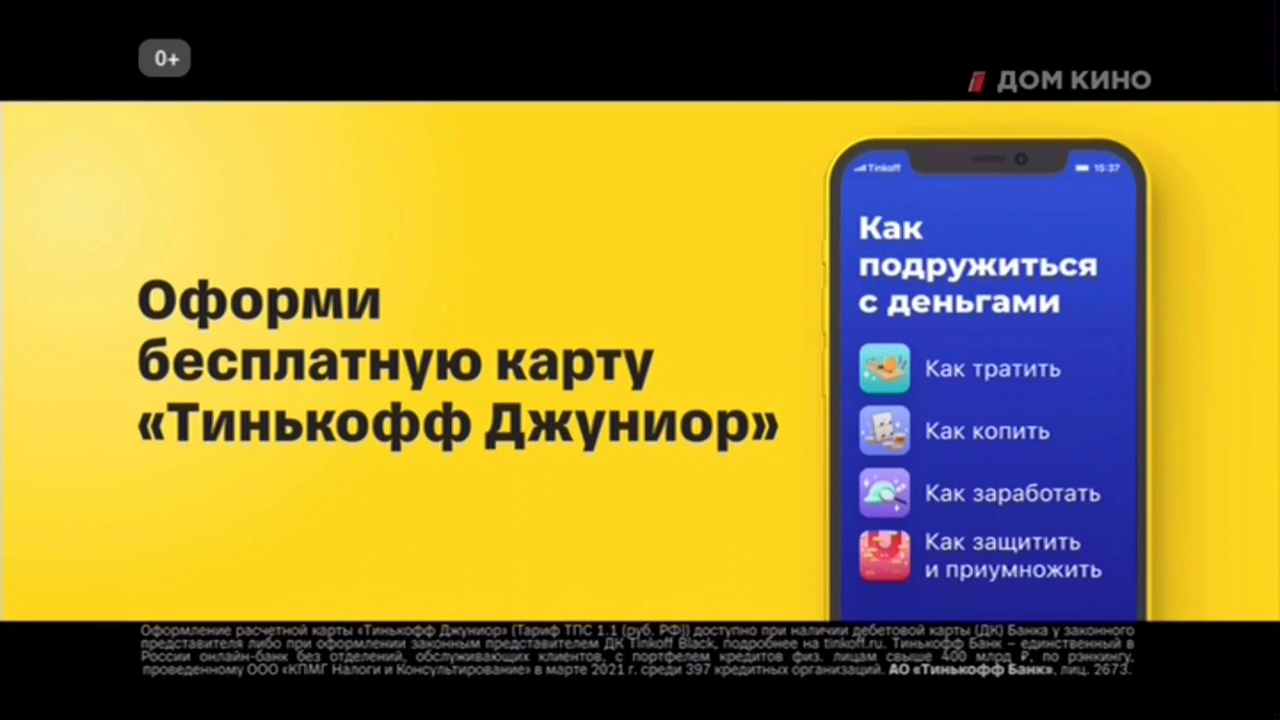 0+
ДОМ КИНО
Tinkoff 15:37
Как
подружиться
с деньгами
Оформи
бесплатную карту
«Тинькофф Джуниор»
Как тратить
Как копить
Как заработать
Как защитить
и приумножить
Оформление расчетной карты «Тинькофф Джуниор» (Тариф ТПС 1.1 (руб. РФ)) доступно при наличии дебетовой карты (ДК) Банка у законного
представителя либо при оформлении законным представителем ДК Tinkoff Black, подробнее на tinkoff.ru. Тинькофф Банк – единственный в
России онлайн-банк без отделений, обслуживающих клиентов, с портфелем кредитов физ. лицам свыше 400 млрд ₽, по рэнкингу,
проведенному ООО «КПМГ Налоги и Консультирование» в марте 2021 г. среди 397 кредитных организаций. АО «Тинькофф Банк», лиц. 2673.